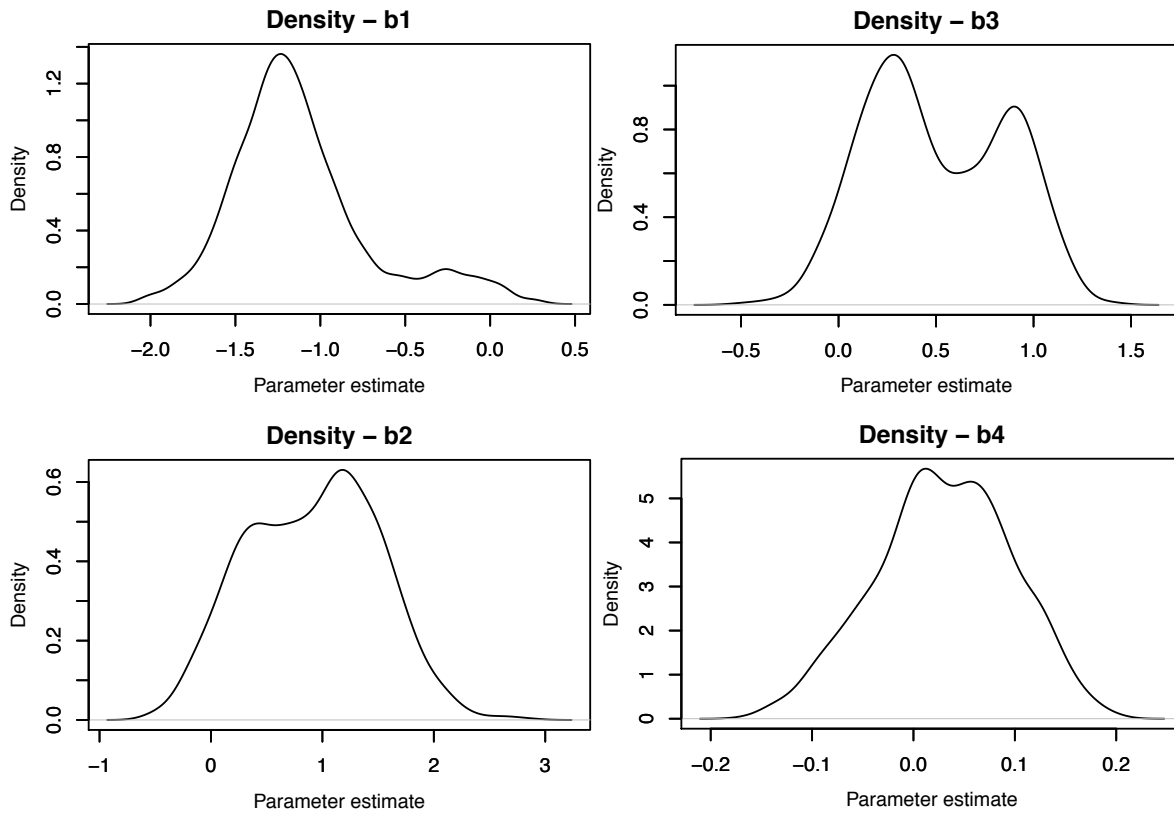 Density – b1
Density
0.0 0.4 0.8 1.2
−2.0 −1.5 −1.0 −0.5 0.0 0.5
Parameter estimate
Density – b3
Density
0.0 0.4 0.8
−0.5 0.0 0.5 1.0 1.5
Parameter estimate
Density – b2
Density
0.0 0.2 0.4 0.6
−1 0 1 2 3
Parameter estimate
Density – b4
Density
0 1 2 3 4 5
−0.2 −0.1 0.0 0.1 0.2
Parameter estimate